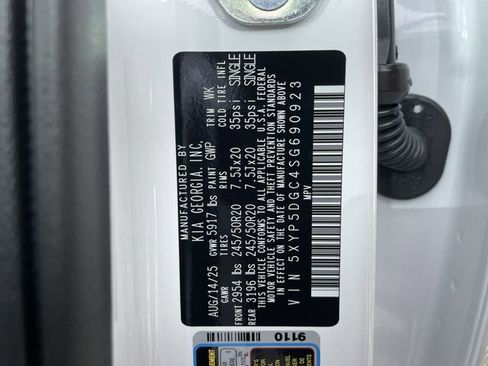 MANUFACTURED BY
KIA GEORGIA, INC.
AUG/14/25 GVWR 5917 lbs PAINT GWP TRIM WK
GAWR TIRES RIMS COLD TIRE INFL
FRONT 2954 lbs 245/50R20 7.5Jx20 35psi SINGLE
REAR 3196 lbs 245/50R20 7.5Jx20 35psi SINGLE
THIS VEHICLE CONFORMS TO ALL APPLICABLE U.S.A. FEDERAL
MOTOR VEHICLE SAFETY AND THEFT PREVENTION STANDARDS
IN EFFECT ON THE DATE OF MANUFACTURE SHOWN ABOVE
VIN 5XYP5DGC4SG690923
MPV
9110